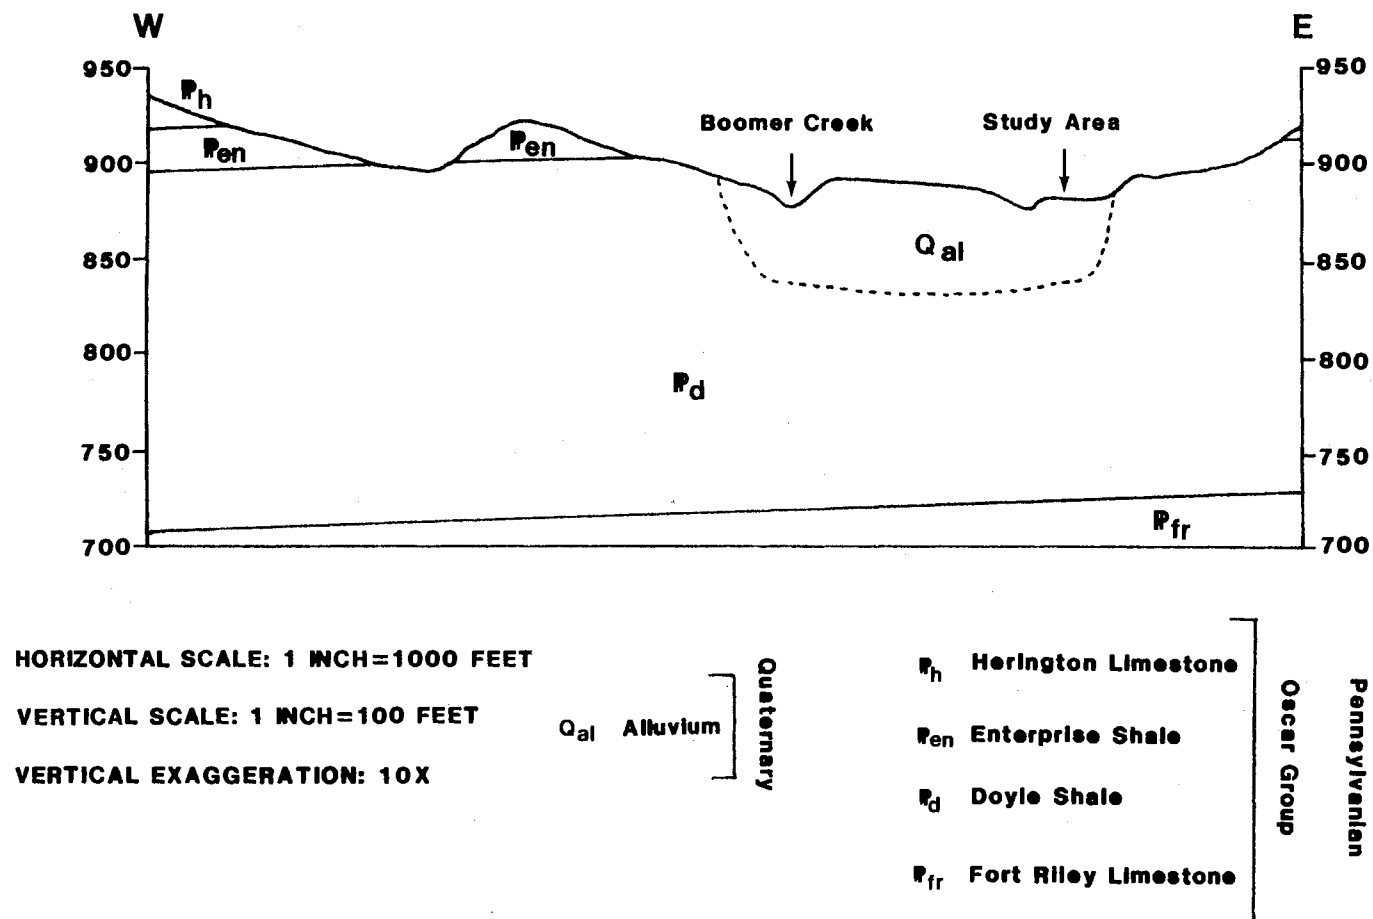 W E
950 950
Ph
Boomer Creek Study Area
Pen Pen
900 900
Qal
850 850
800 800
Pd
750 750
Pfr
700 700
HORIZONTAL SCALE: 1 INCH=1000 FEET
VERTICAL SCALE: 1 INCH=100 FEET
VERTICAL EXAGGERATION: 10X
Qal Alluvium
Quaternary
Ph Herington Limestone
Pen Enterprise Shale
Pd Doyle Shale
Pfr Fort Riley Limestone
Oscar Group
Pennsylvanian